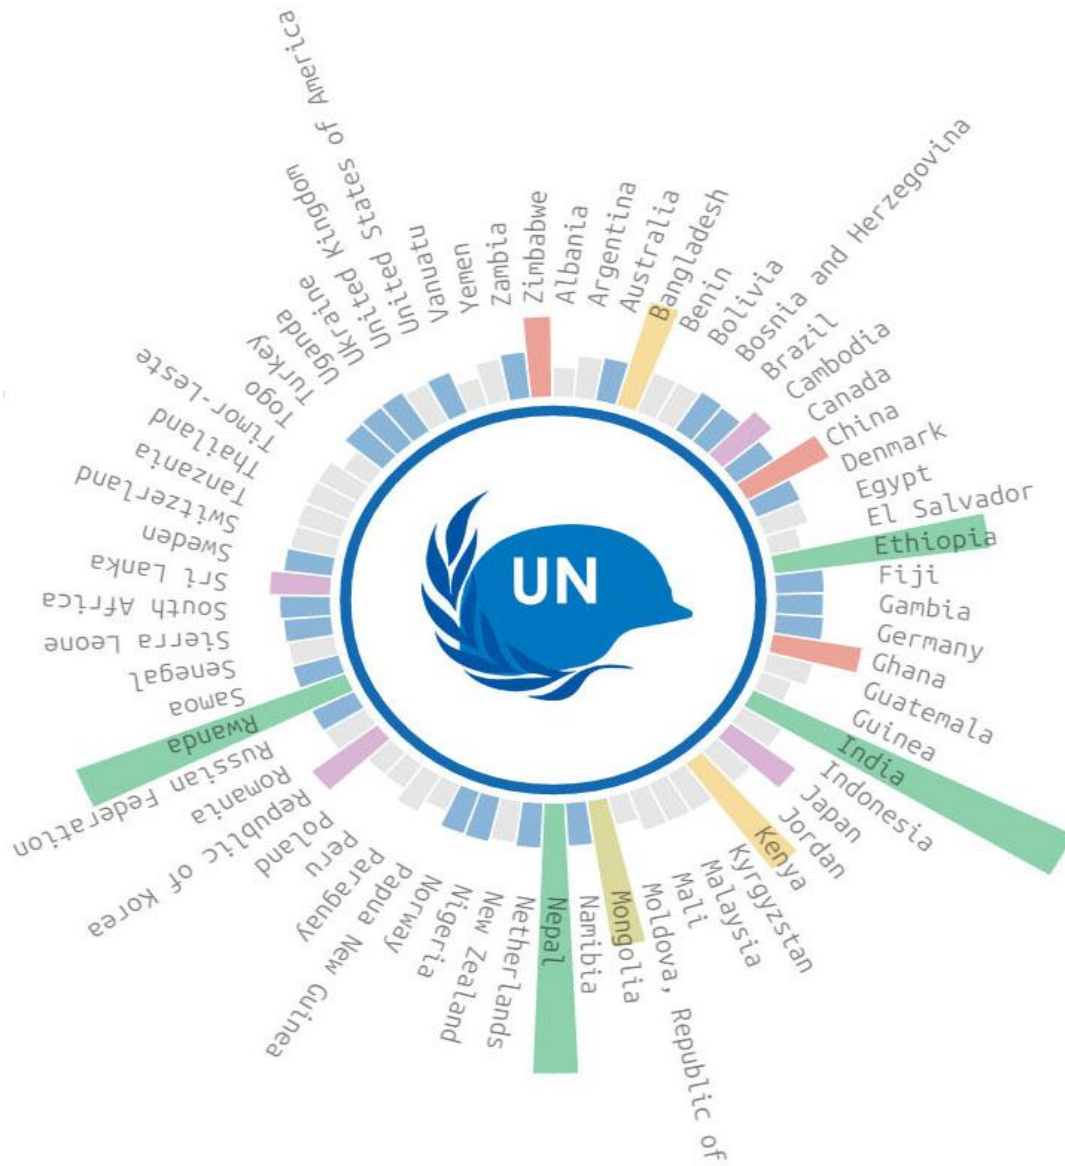 UN
Albania
Argentina
Australia
Bangladesh
Benin
Bolivia
Bosnia and Herzegovina
Brazil
Cambodia
Canada
China
Denmark
Egypt
El Salvador
Ethiopia
Fiji
Gambia
Germany
Ghana
Guatemala
Guinea
India
Indonesia
Japan
Jordan
Kenya
Kyrgyzstan
Malaysia
Mali
Moldova, Republic of
Mongolia
Namibia
Nepal
Netherlands
New Zealand
Nigeria
Norway
Papua New Guinea
Paraguay
Peru
Poland
Republic of Korea
Romania
Russian Federation
Rwanda
Samoa
Senegal
Sierra Leone
South Africa
Sri Lanka
Sweden
Switzerland
Tanzania
Thailand
Timor-Leste
Togo
Turkey
Uganda
Ukraine
United Kingdom
United States of America
Vanuatu
Yemen
Zambia
Zimbabwe